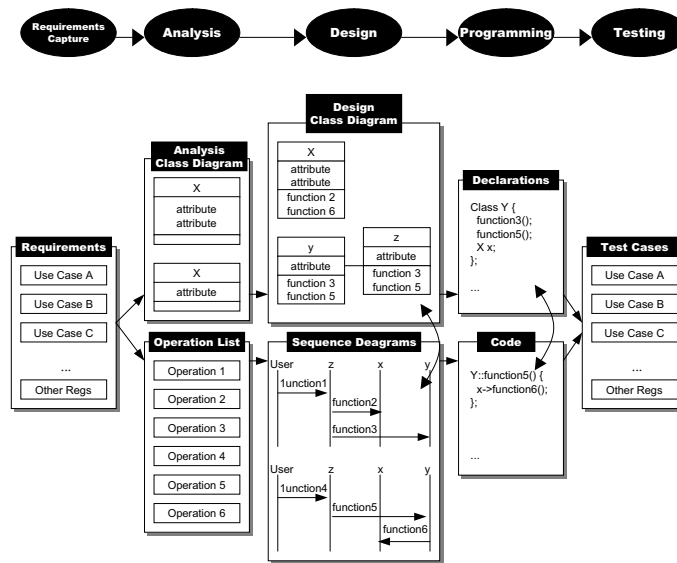 Requirements
Capture
Analysis
Design
Programming
Testing
Requirements
Use Case A
Use Case B
Use Case C
...
Other Regs
Analysis
Class Diagram
X
attribute
attribute
X
attribute
Operation List
Operation 1
Operation 2
Operation 3
Operation 4
Operation 5
Operation 6
Design
Class Diagram
X
attribute
attribute
function 2
function 6
y
attribute
function 3
function 5
z
attribute
function 3
function 5
Sequence Deagrams
User z x y
1unction1
function2
function3
User z x y
1unction4
function5
function6
Declarations
Class Y {
function3();
function5();
X x;
};
...
Code
Y::function5() {
x->function6();
};
...
Test Cases
Use Case A
Use Case B
Use Case C
...
Other Regs